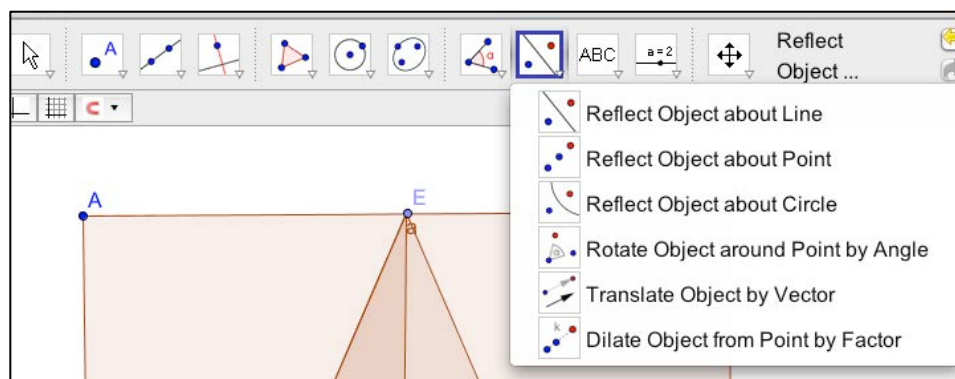 A
α
ABC
a=2
Reflect
Object ...
Reflect Object about Line
Reflect Object about Point
Reflect Object about Circle
α
Rotate Object around Point by Angle
Translate Object by Vector
k
Dilate Object from Point by Factor
A
E
a